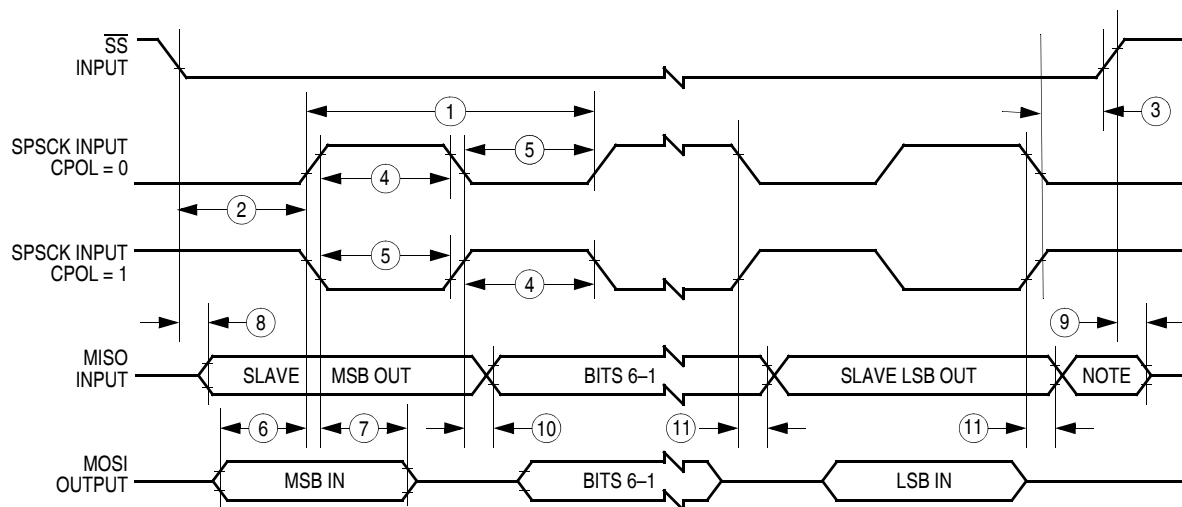 SS
INPUT
1
3
SPSCK INPUT
CPOL = 0
5
4
2
SPSCK INPUT
CPOL = 1
5
4
8
9
MISO
INPUT
SLAVE MSB OUT
BITS 6–1
SLAVE LSB OUT
NOTE
6
7
10
11
11
MOSI
OUTPUT
MSB IN
BITS 6–1
LSB IN